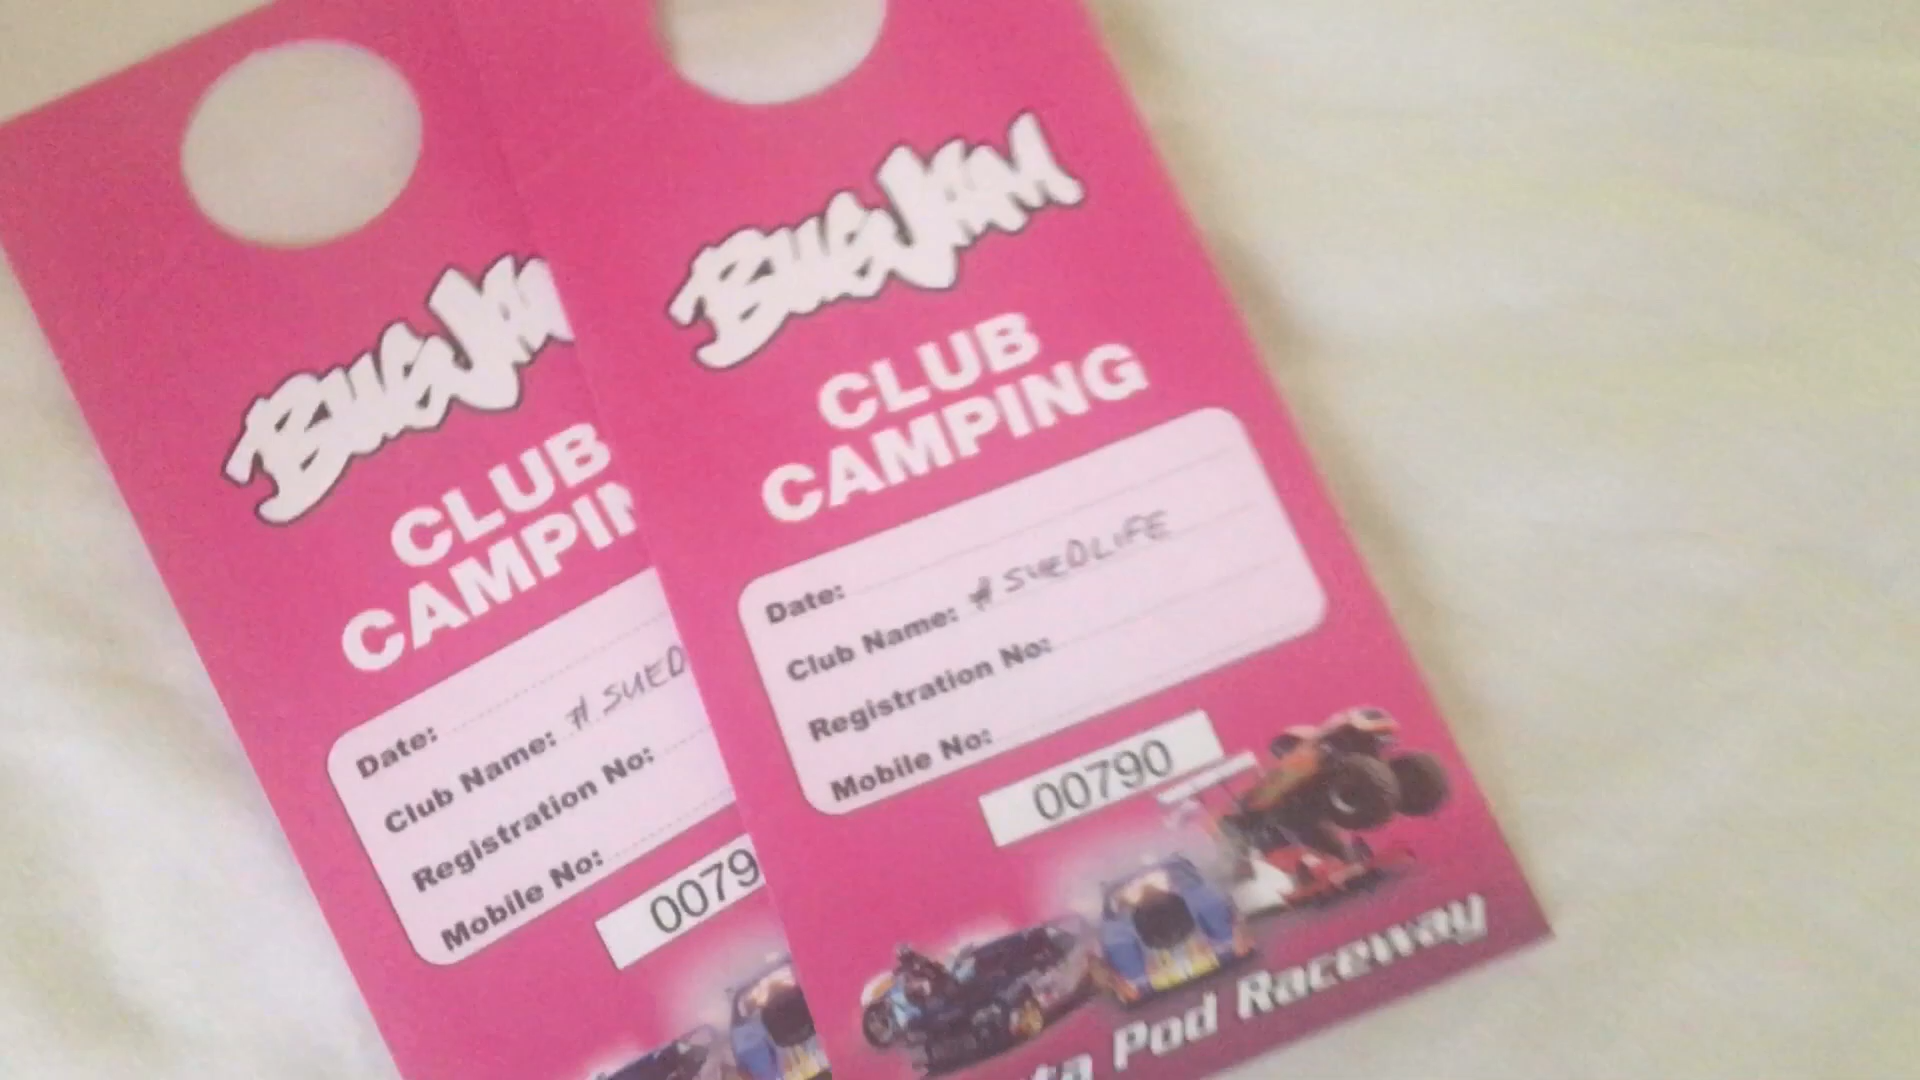 BUGJAM
CLUB
CAMPIN
Date:
Club Name: # SUED
Registration No:
Mobile No:
0079
BUGJAM
CLUB
CAMPING
Date:
Club Name: # SUEDLIFE
Registration No:
Mobile No:
00790
ta Pod Raceway